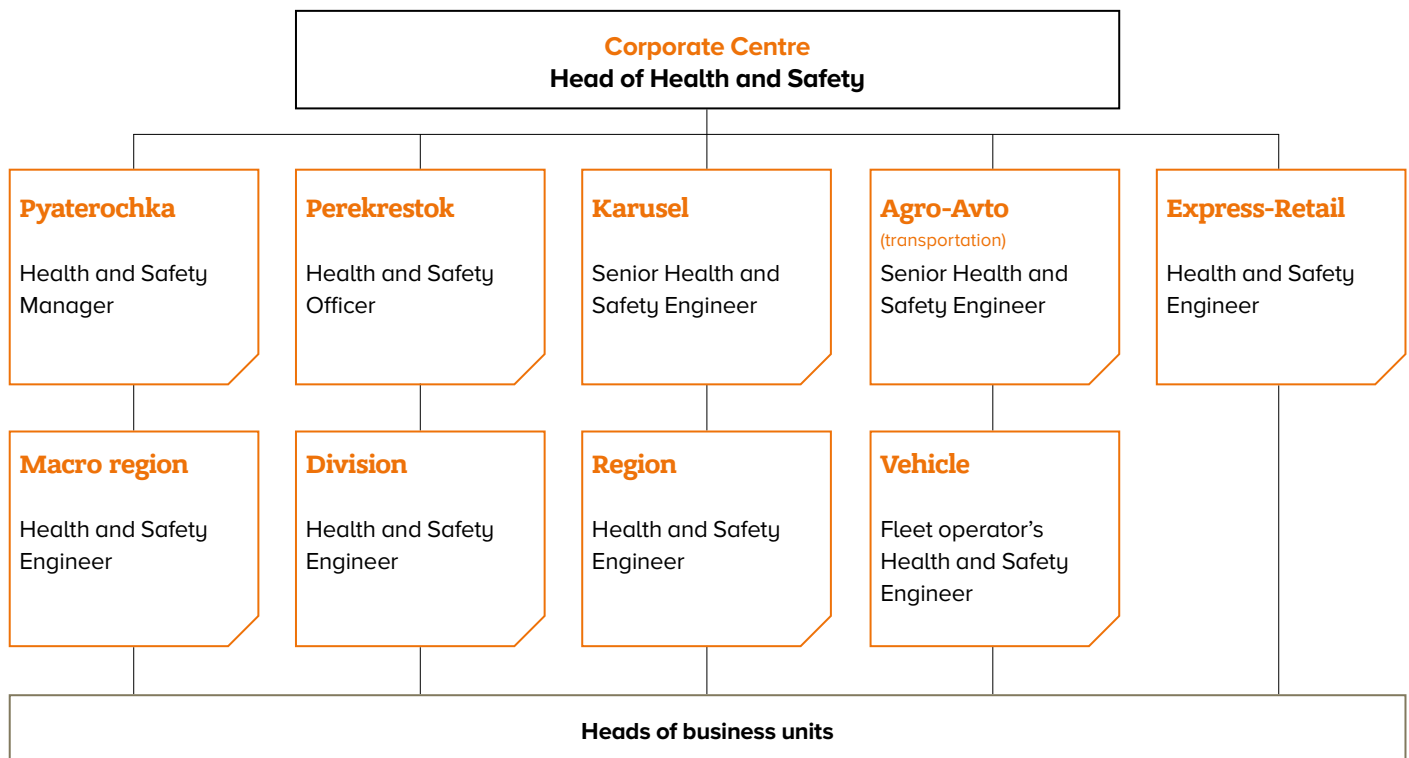 Corporate Centre
Head of Health and Safety
Pyaterochka
Health and Safety
Manager
Perekrestok
Health and Safety
Officer
Karusel
Senior Health and
Safety Engineer
Agro-Avto
(transportation)
Senior Health and
Safety Engineer
Express-Retail
Health and Safety
Engineer
Macro region
Health and Safety
Engineer
Division
Health and Safety
Engineer
Region
Health and Safety
Engineer
Vehicle
Fleet operator’s
Health and Safety
Engineer
Heads of business units